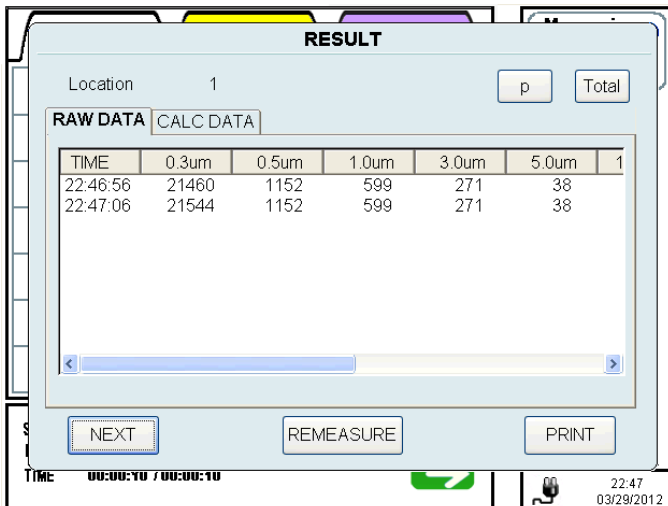 RESULT
Location 1 p Total
RAW DATA CALC DATA
TIME 0.3um 0.5um 1.0um 3.0um 5.0um 1
22:46:56 21460 1152 599 271 38
22:47:06 21544 1152 599 271 38
NEXT REMEASURE PRINT
TIME 00:00:10 / 00:00:10
22:47
03/29/2012